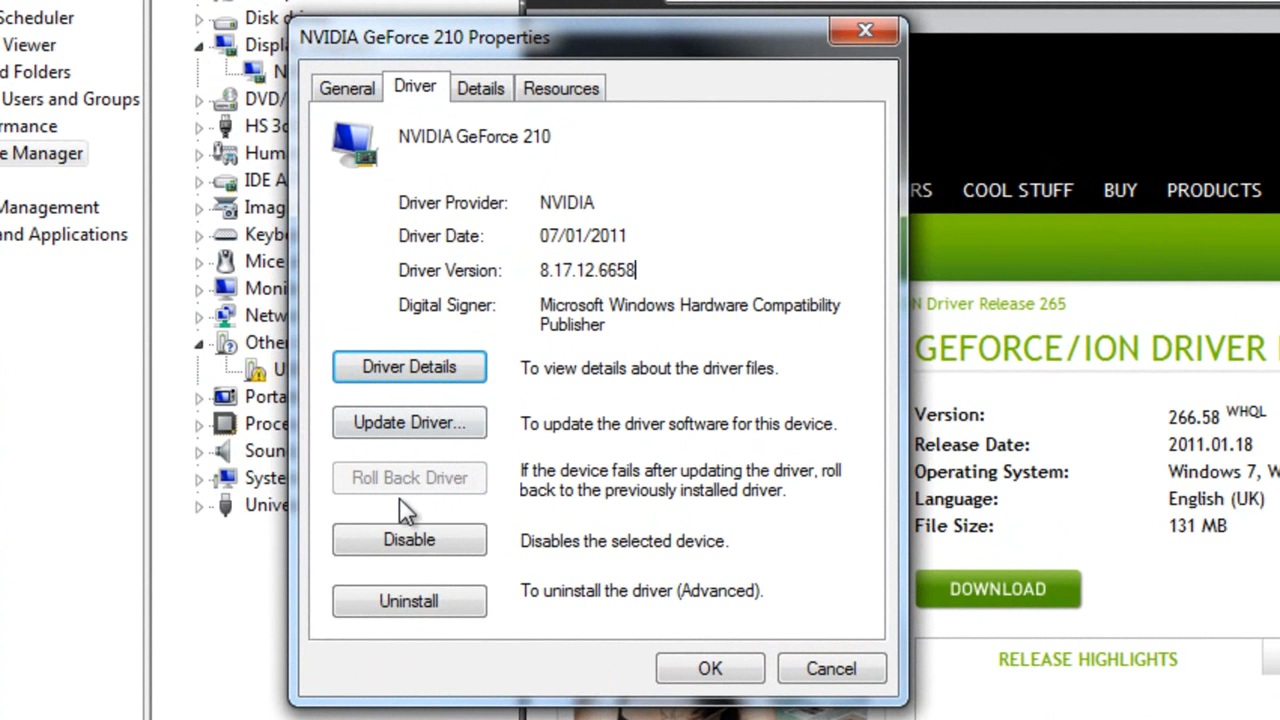 Scheduler
Viewer
d Folders
Users and Groups
rmance
e Manager
Management
and Applications
Disk d
Displ
N
DVD/
HS 3c
Hum
IDE A
Imag
Keyb
Mice
Moni
Netw
Othe
U
Porta
Proce
Soun
Syste
Unive
NVIDIA GeForce 210 Properties
General Driver Details Resources
NVIDIA GeForce 210
Driver Provider: NVIDIA
Driver Date: 07/01/2011
Driver Version: 8.17.12.6658
Digital Signer: Microsoft Windows Hardware Compatibility
Publisher
Driver Details To view details about the driver files.
Update Driver... To update the driver software for this device.
Roll Back Driver If the device fails after updating the driver, roll
back to the previously installed driver.
Disable Disables the selected device.
Uninstall To uninstall the driver (Advanced).
OK Cancel
RS COOL STUFF BUY PRODUCTS
N Driver Release 265
GEFORCE/ION DRIVER
Version: 266.58 WHQL
Release Date: 2011.01.18
Operating System: Windows 7,
Language: English (UK)
File Size: 131 MB
DOWNLOAD
RELEASE HIGHLIGHTS